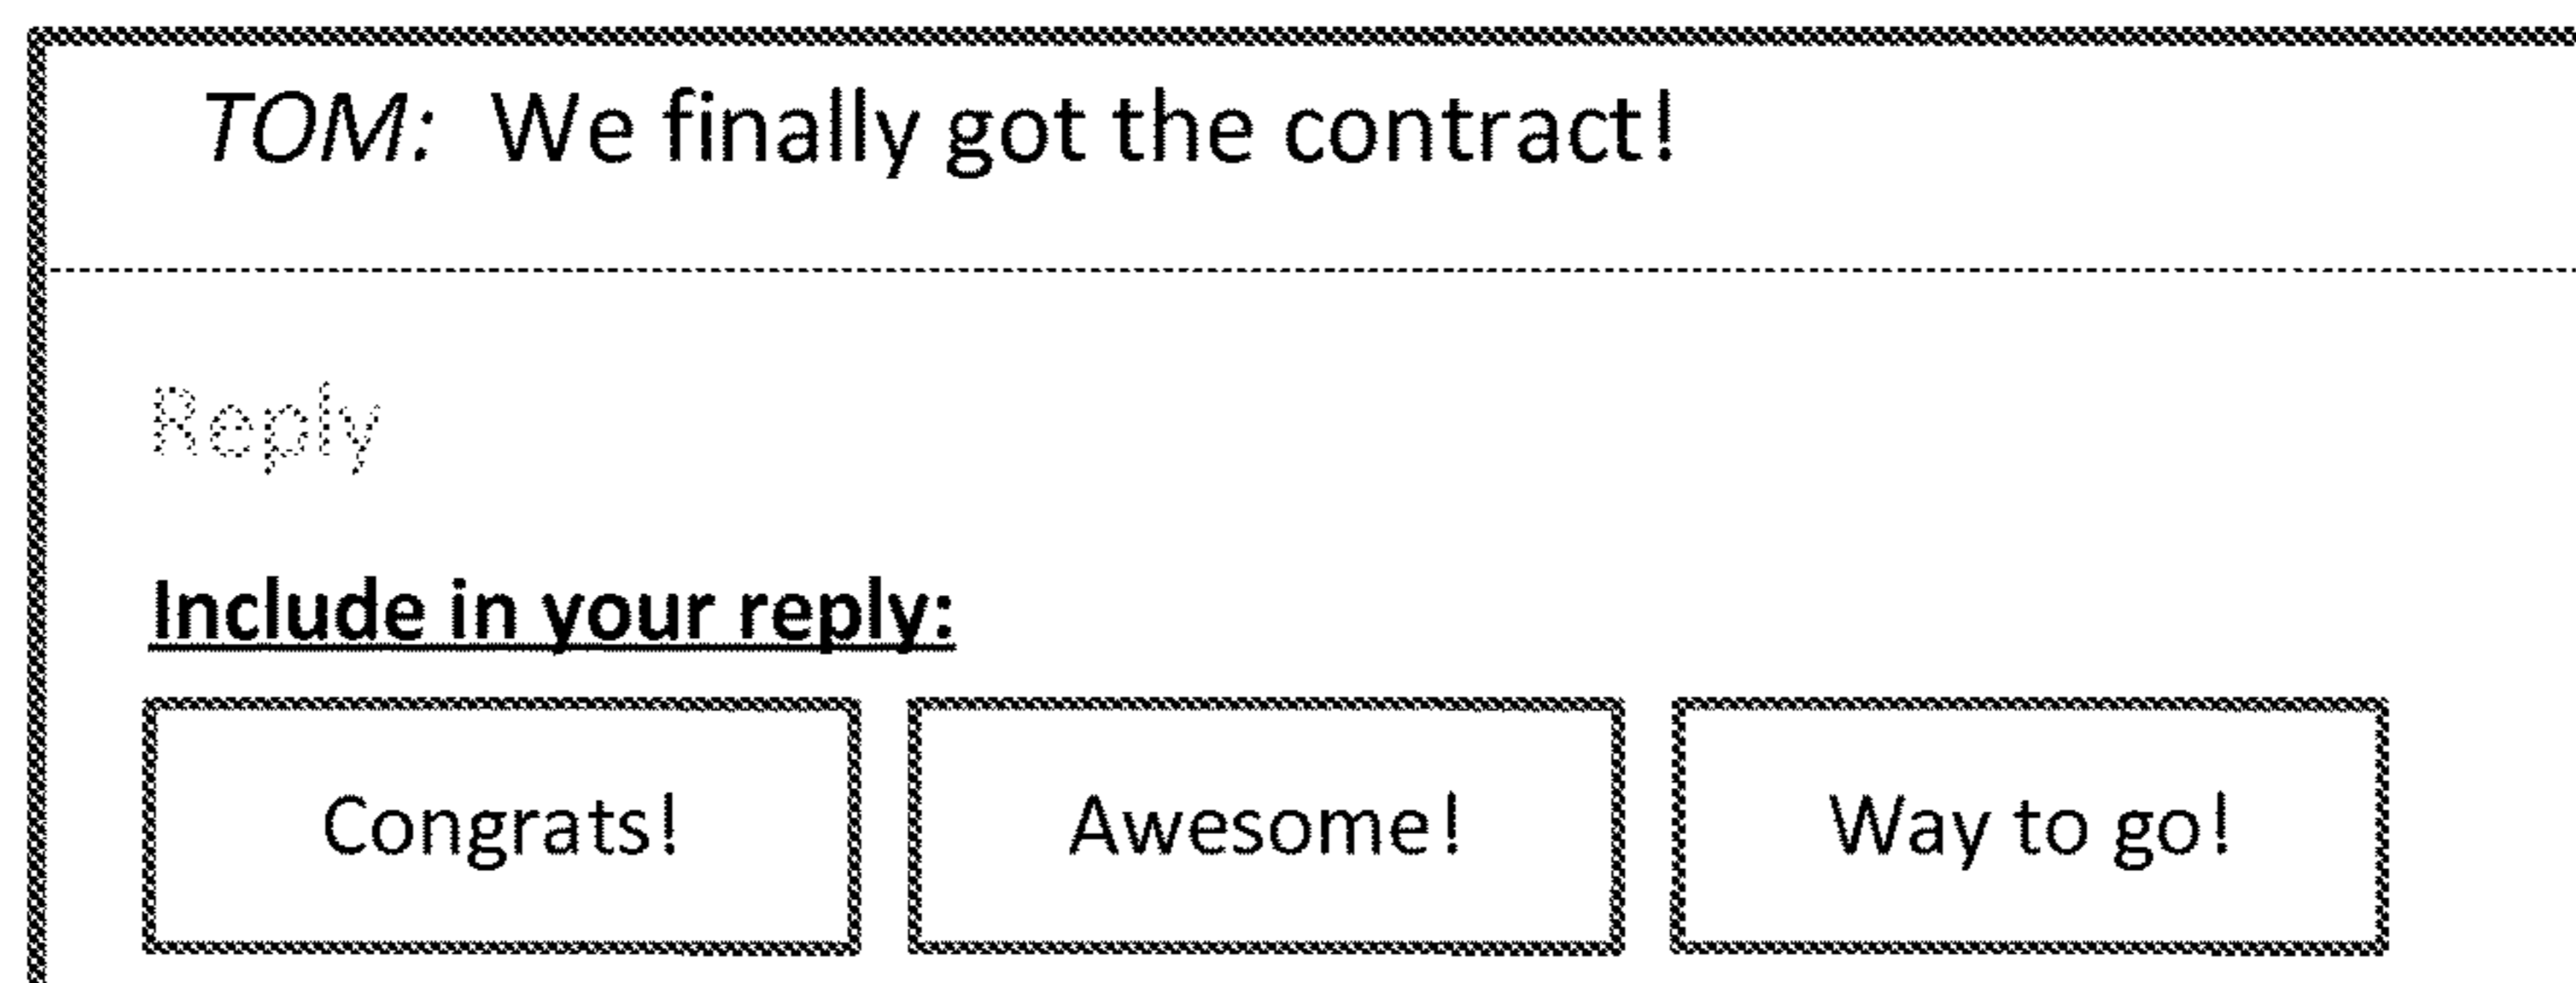 TOM: We finally got the contract!
Reply
Include in your reply:
Congrats! Awesome! Way to go!